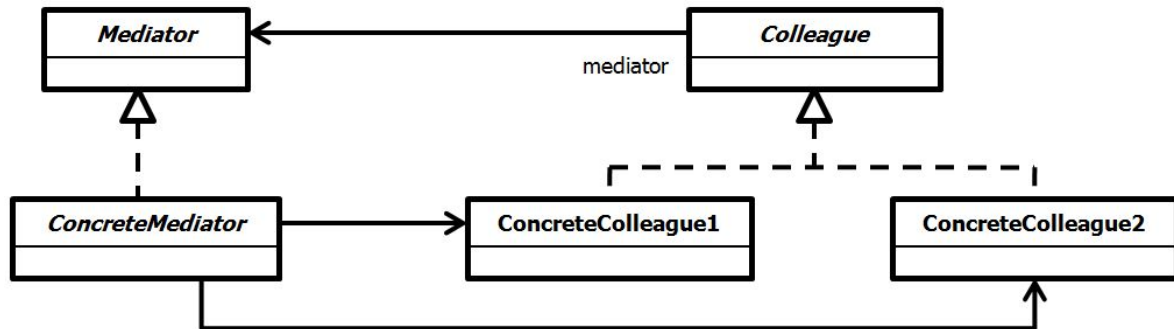 Mediator
Colleague
mediator
ConcreteMediator
ConcreteColleague1
ConcreteColleague2